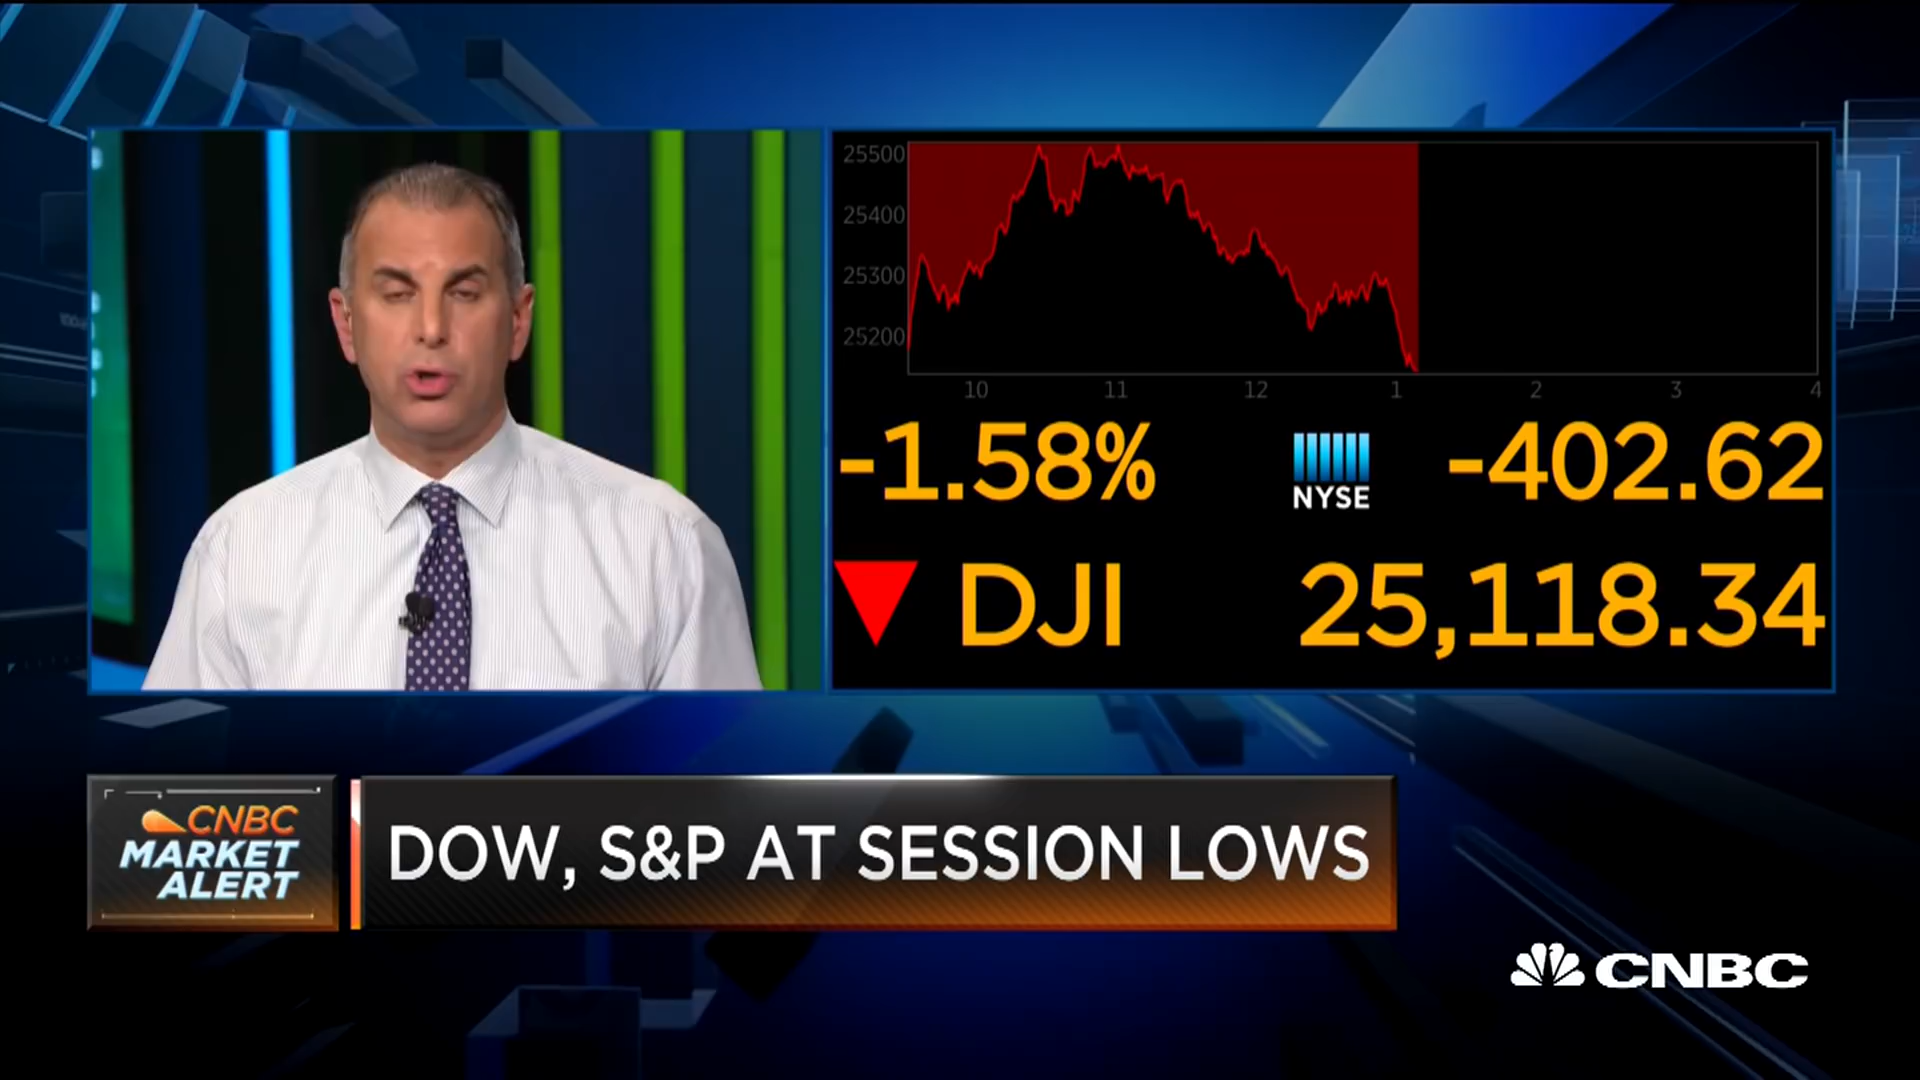 25500
25400
25300
25200
10 11 12 1 2 3 4
-1.58% NYSE -402.62
DJI 25,118.34
CNBC
MARKET
ALERT
DOW, S&P AT SESSION LOWS
CNBC